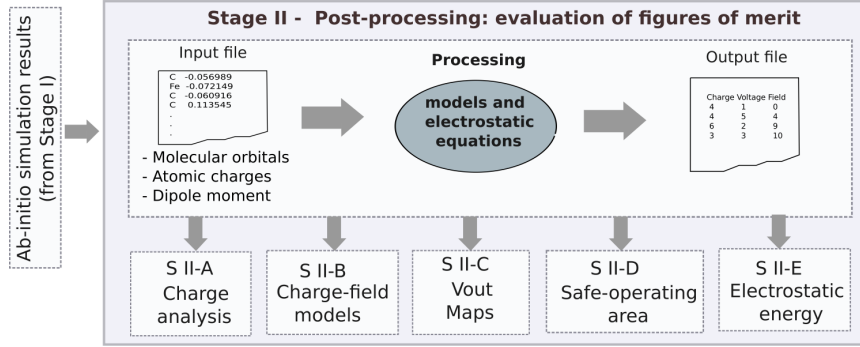 Stage II - Post-processing: evaluation of figures of merit
Ab-initio simulation results
(from Stage I)
Input file
C -0.056989
Fe -0.072149
C -0.060916
C 0.113545
.
.
.
- Molecular orbitals
- Atomic charges
- Dipole moment
Processing
models and
electrostatic
equations
Output file
Charge Voltage Field
4 1 0
4 5 4
6 2 9
3 3 10
S II-A
Charge
analysis
S II-B
Charge-field
models
S II-C
Vout
Maps
S II-D
Safe-operating
area
S II-E
Electrostatic
energy